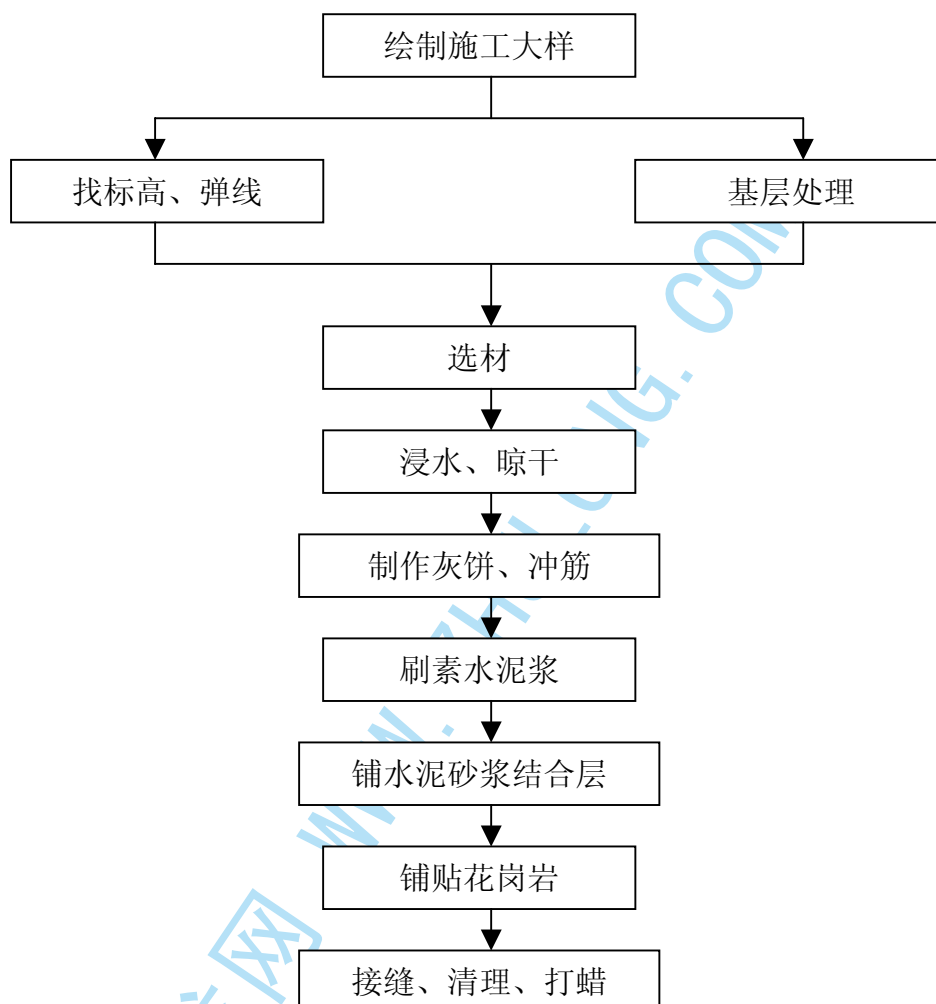 绘制施工大样
找标高、弹线
基层处理
选材
浸水、晾干
制作灰饼、冲筋
刷素水泥浆
铺水泥砂浆结合层
铺贴花岗岩
接缝、清理、打蜡